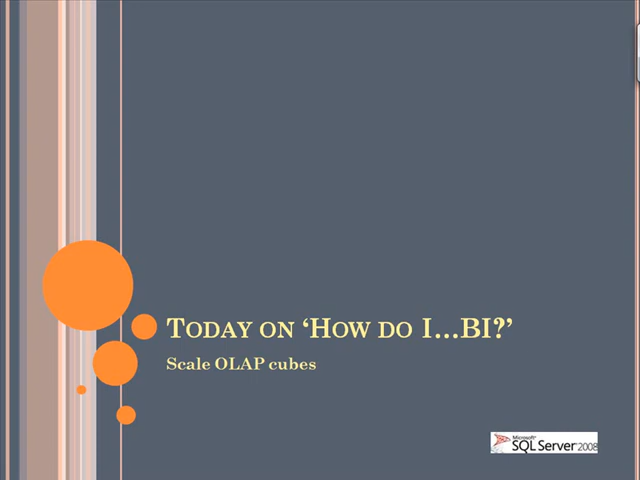 Today on ‘How do I...BI?’
Scale OLAP cubes
Microsoft®
SQL Server®2008